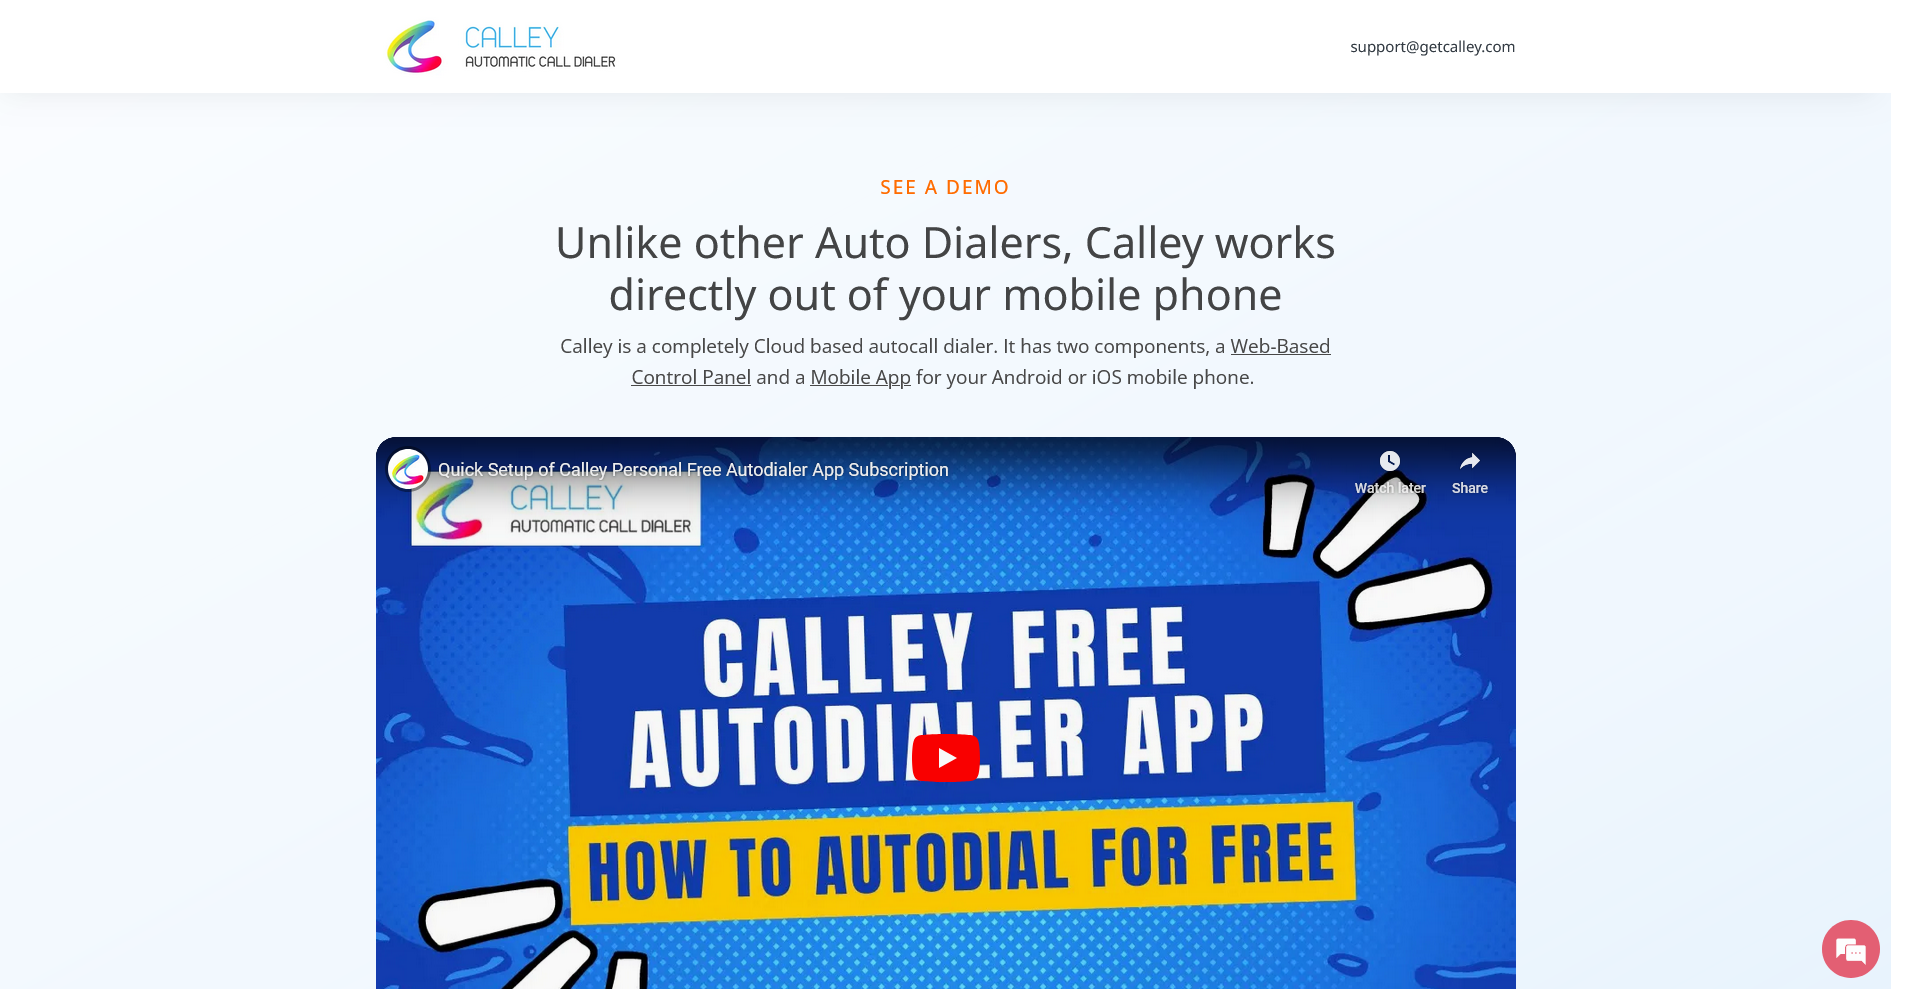 CALLEY
AUTOMATIC CALL DIALER
support@getcalley.com
SEE A DEMO
Unlike other Auto Dialers, Calley works
directly out of your mobile phone
Calley is a completely Cloud based autocall dialer. It has two components, a Web-Based
Control Panel and a Mobile App for your Android or iOS mobile phone.
Quick Setup of Calley Personal Free Autodialer App Subscription
Watch later
Share
CALLEY
AUTOMATIC CALL DIALER
CALLEY FREE
AUTODIALER APP
HOW TO AUTODIAL FOR FREE